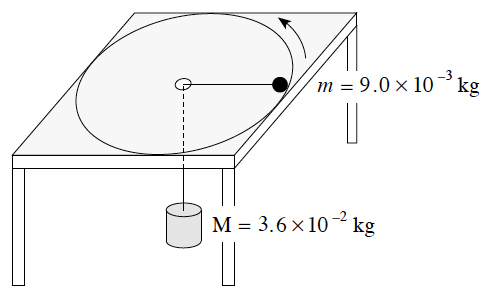 m = 9.0 × 10⁻³ kg
M = 3.6 × 10⁻² kg